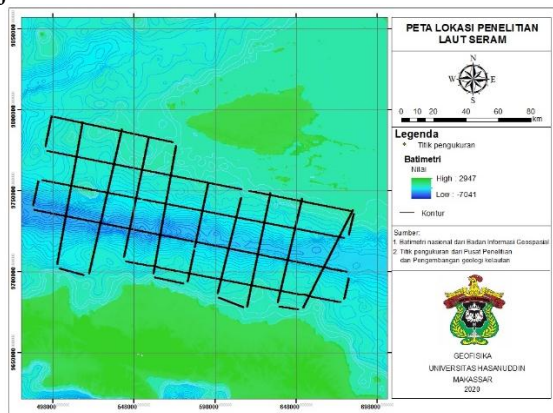 PETA LOKASI PENELITIAN
LAUT SERAM
N
W E
S
0 10 20 40 60 80
km
Legenda
Titik pengukuran
Batimetri
Nilai
High : 2947
Low : -7041
Kontur
Sumber:
1. Batimetri nasional dari Badan Informasi Geospasial
2. Titik pengukuran dari Pusat Penelitian
dan Pengembangan geologi kelautan
GEOFISIKA
UNIVERSITAS HASANUDDIN
MAKASSAR
2020